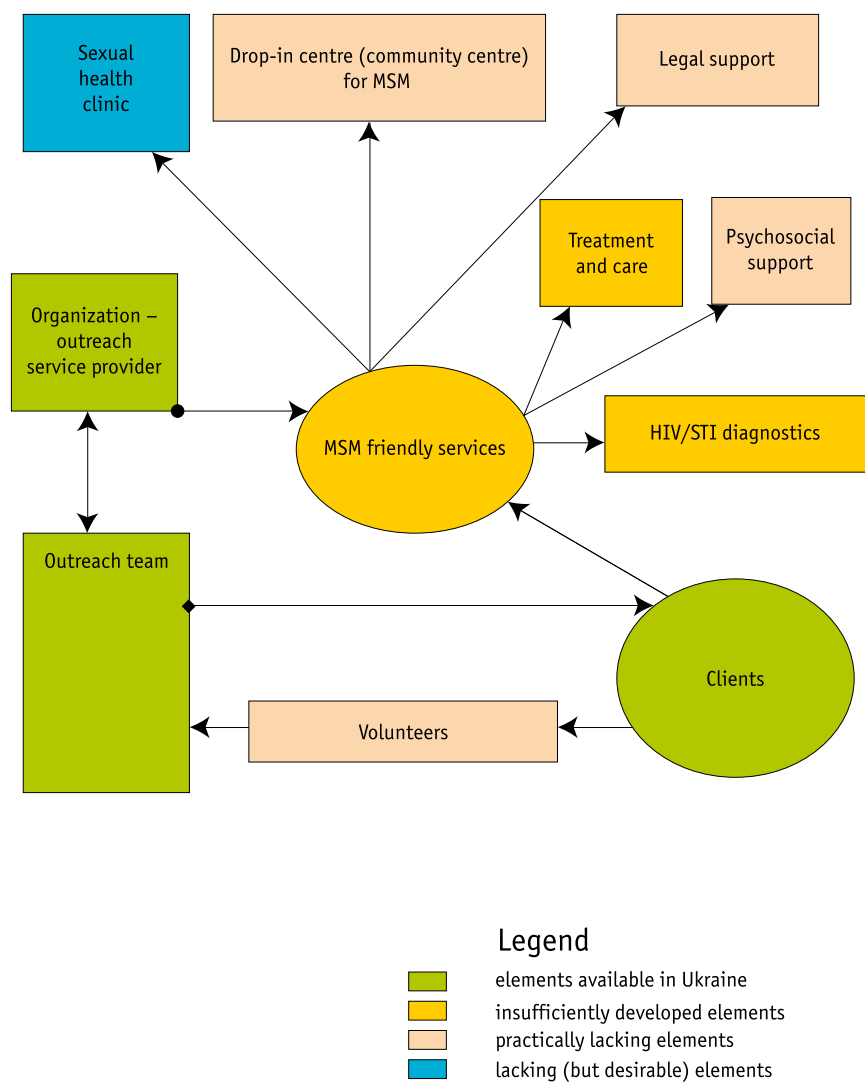 Sexual
health
clinic
Drop-in centre (community centre)
for MSM
Legal support
Treatment
and care
Psychosocial
support
Organization –
outreach
service provider
MSM friendly services
HIV/STI diagnostics
Outreach team
Clients
Volunteers
Legend
elements available in Ukraine
insufficiently developed elements
practically lacking elements
lacking (but desirable) elements